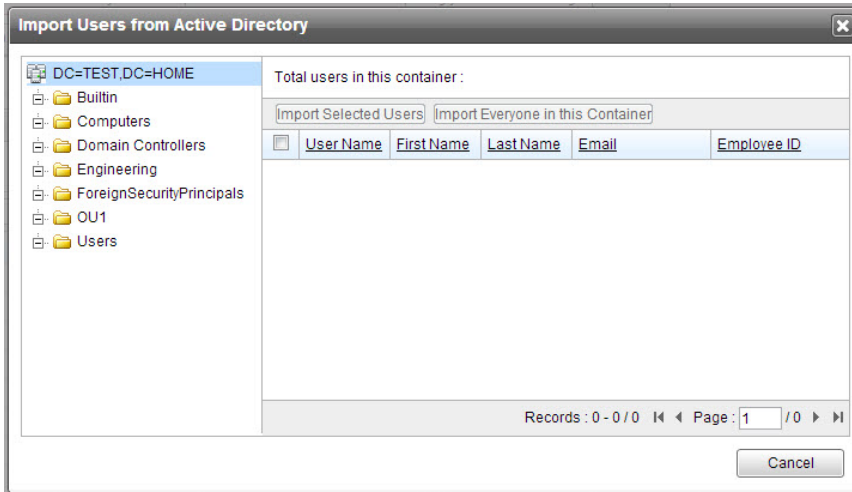 Import Users from Active Directory
DC=TEST,DC=HOME
Builtin
Computers
Domain Controllers
Engineering
ForeignSecurityPrincipals
OU1
Users
Total users in this container :
Import Selected Users Import Everyone in this Container
User Name First Name Last Name Email Employee ID
Records : 0 - 0 / 0 Page : 1 / 0
Cancel